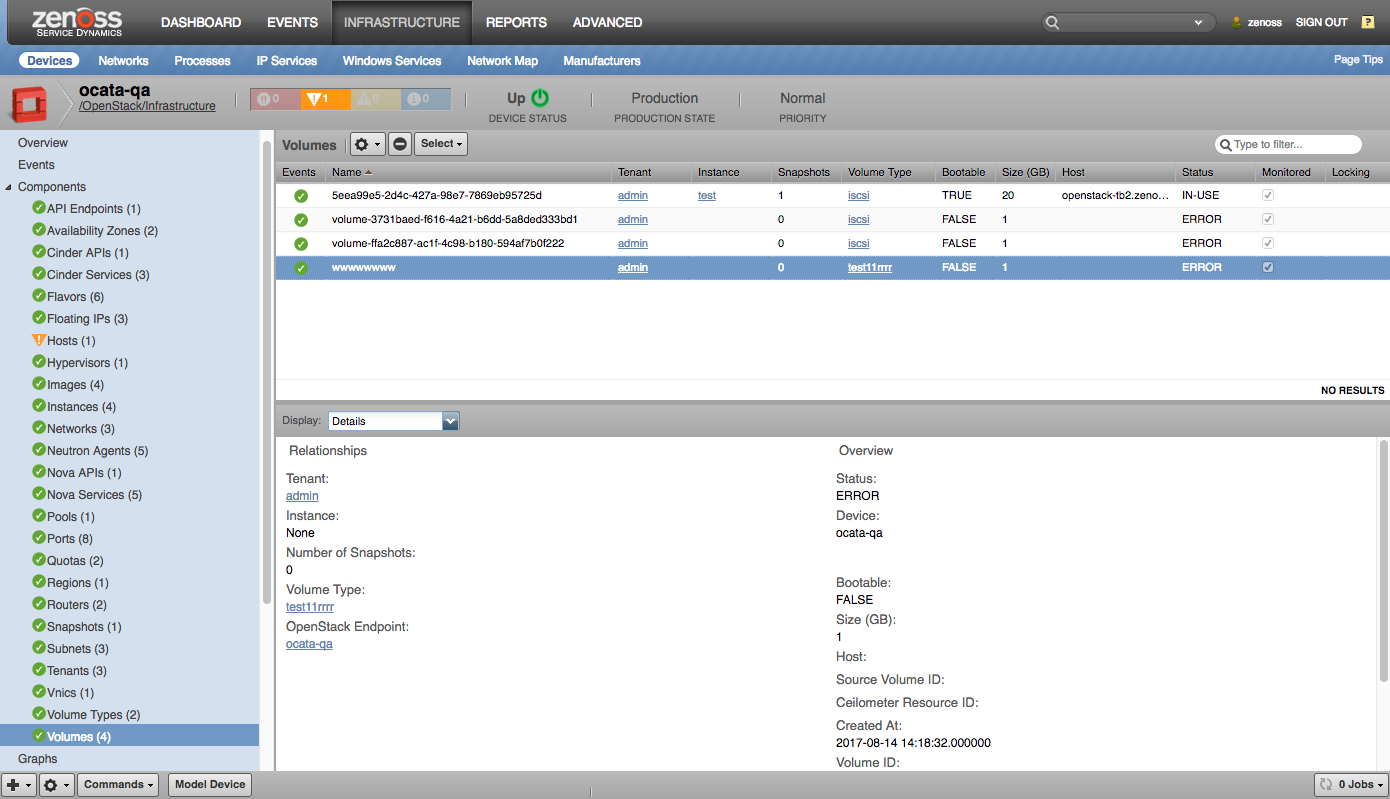 zenoss
SERVICE DYNAMICS
DASHBOARD EVENTS INFRASTRUCTURE REPORTS ADVANCED
zenoss SIGN OUT ?
Devices Networks Processes IP Services Windows Services Network Map Manufacturers Page Tips
ocata-qa
/OpenStack/Infrastructure
0 1 0 0
Up
DEVICE STATUS
Production
PRODUCTION STATE
Normal
PRIORITY
Overview
Events
Components
API Endpoints (1)
Availability Zones (2)
Cinder APIs (1)
Cinder Services (3)
Flavors (6)
Floating IPs (3)
Hosts (1)
Hypervisors (1)
Images (4)
Instances (4)
Networks (3)
Neutron Agents (5)
Nova APIs (1)
Nova Services (5)
Pools (1)
Ports (8)
Quotas (2)
Regions (1)
Routers (2)
Snapshots (1)
Subnets (3)
Tenants (3)
Vnics (1)
Volume Types (2)
Volumes (4)
Graphs
Volumes Select Type to filter...
Events Name Tenant Instance Snapshots Volume Type Bootable Size (GB) Host Status Monitored Locking
5eea99e5-2d4c-427a-98e7-7869eb95725d admin test 1 iscsi TRUE 20 openstack-tb2.zeno... IN-USE
volume-3731baed-f616-4a21-b6dd-5a8ded333bd1 admin 0 iscsi FALSE 1 ERROR
volume-ffa2c887-ac1f-4c98-b180-594af7b0f222 admin 0 iscsi FALSE 1 ERROR
wwwwwwww admin 0 test11rrrr FALSE 1 ERROR
NO RESULTS
Display: Details
Relationships
Tenant:
admin
Instance:
None
Number of Snapshots:
0
Volume Type:
test11rrrr
OpenStack Endpoint:
ocata-qa
Overview
Status:
ERROR
Device:
ocata-qa
Bootable:
FALSE
Size (GB):
1
Host:
Source Volume ID:
Ceilometer Resource ID:
Created At:
2017-08-14 14:18:32.000000
Volume ID:
Commands Model Device 0 Jobs